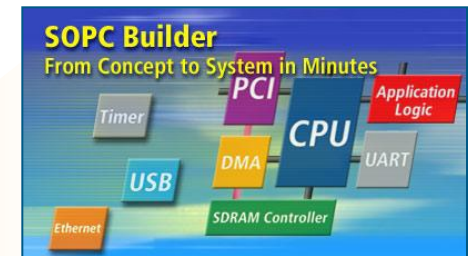 SOPC Builder
From Concept to System in Minutes
PCI
Application
Logic
Timer
CPU
DMA
UART
USB
SDRAM Controller
Ethernet